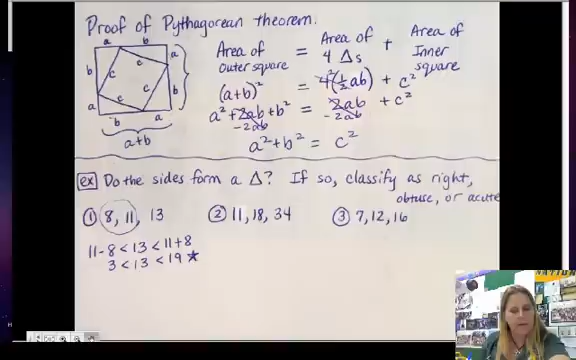 Proof of Pythagorean theorem.
a b
b a
c c
c c
a b
b a
a+b
Area of Outer square = Area of 4 Δs + Area of Inner square
(a+b)² = 4²(½ab) + c²
a² + 2ab + b² = 2ab + c²
-2ab -2ab
a² + b² = c²
ex Do the sides form a Δ? If so, classify as right,
obtuse, or acute
① 8, 11, 13 ② 11, 18, 34 ③ 7, 12, 16
11-8 < 13 < 11+8
3 < 13 < 19 ★
NATION